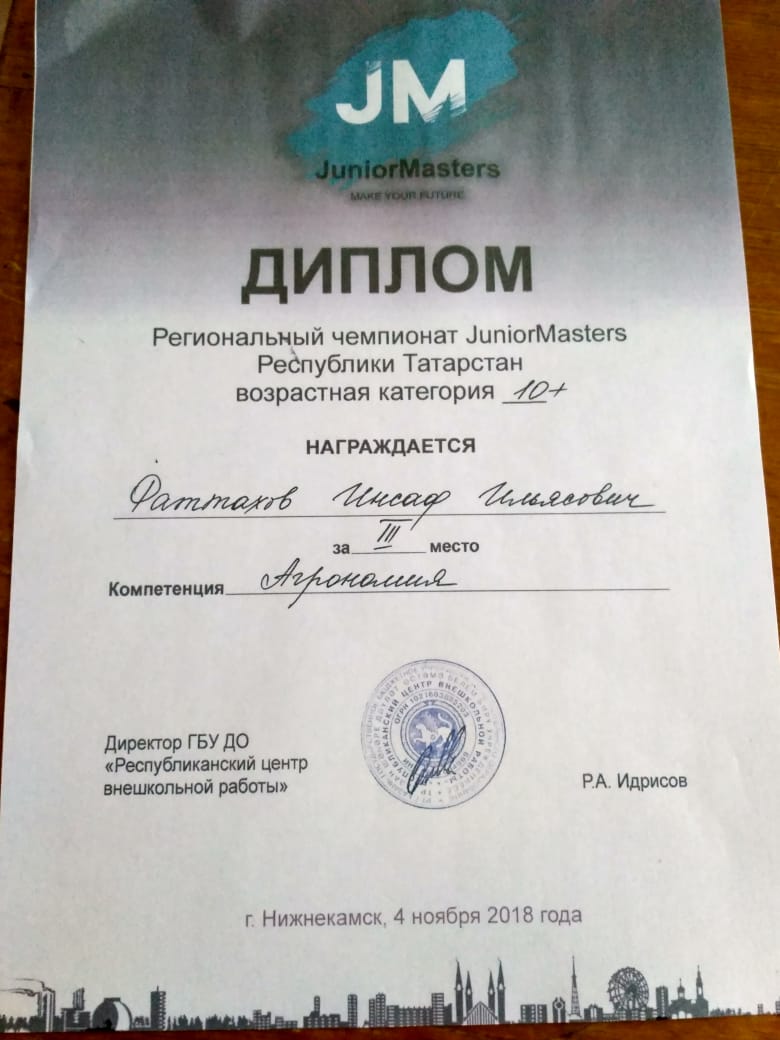 JM
JuniorMasters
MAKE YOUR FUTURE
ДИПЛОМ
Региональный чемпионат JuniorMasters
Республики Татарстан
возрастная категория 10+
НАГРАЖДАЕТСЯ
Фаттахов Инсаф Ильясович
за III место
Компетенция Агрономия
Директор ГБУ ДО
«Республиканский центр
внешкольной работы»
Р.А. Идрисов
г. Нижнекамск, 4 ноября 2018 года